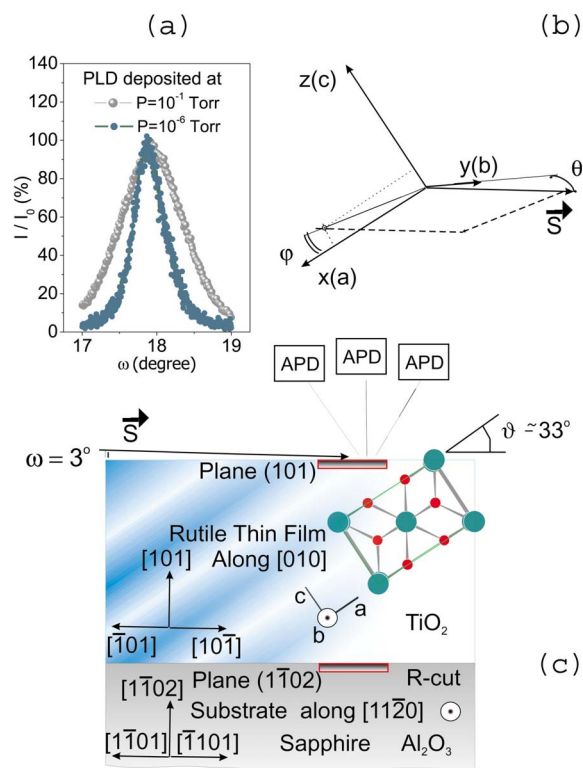 (a)
(b)
140
120
100
80
60
40
20
0
I / I₀ (%)
PLD deposited at
P=10⁻¹ Torr
P=10⁻⁶ Torr
17
18
19
ω (degree)
z(c)
y(b)
θ
S
φ
x(a)
APD
APD
APD
S
ω = 3°
ϑ ≃ 33°
Plane (101)
Rutile Thin Film
Along [010]
[101]
c
a
b
TiO₂
[1̅01]
[101̅]
(c)
Plane (11̅02)
R-cut
[11̅02]
Substrate along [112̅0]
[11̅01]
[1̅101]
Sapphire
Al₂O₃